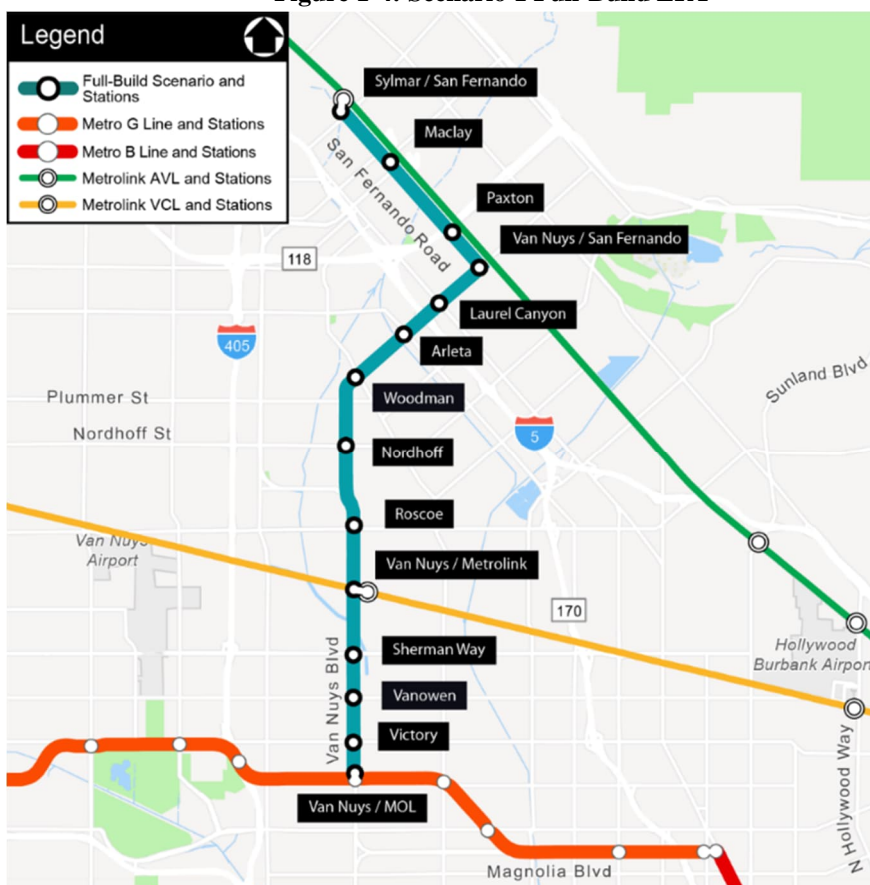 Legend
Full-Build Scenario and
Stations
Metro G Line and Stations
Metro B Line and Stations
Metrolink AVL and Stations
Metrolink VCL and Stations
Sylmar / San Fernando
Maclay
San Fernando Road
Paxton
Van Nuys / San Fernando
118
Laurel Canyon
405
Arleta
Sunland Blvd
Plummer St
Woodman
Nordhoff St
5
Nordhoff
Roscoe
Van Nuys
Airport
Van Nuys / Metrolink
170
Hollywood
Burbank Airport
Sherman Way
Van Nuys Blvd
Vanowen
Victory
N Hollywood Way
Van Nuys / MOL
Magnolia Blvd